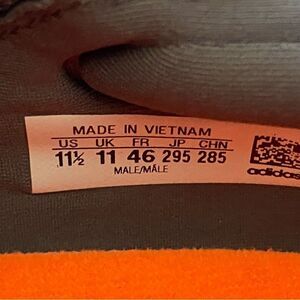 MADE IN VIETNAM
US UK FR JP CHN
11½ 11 46 295 285
MALE/MÂLE
adidas